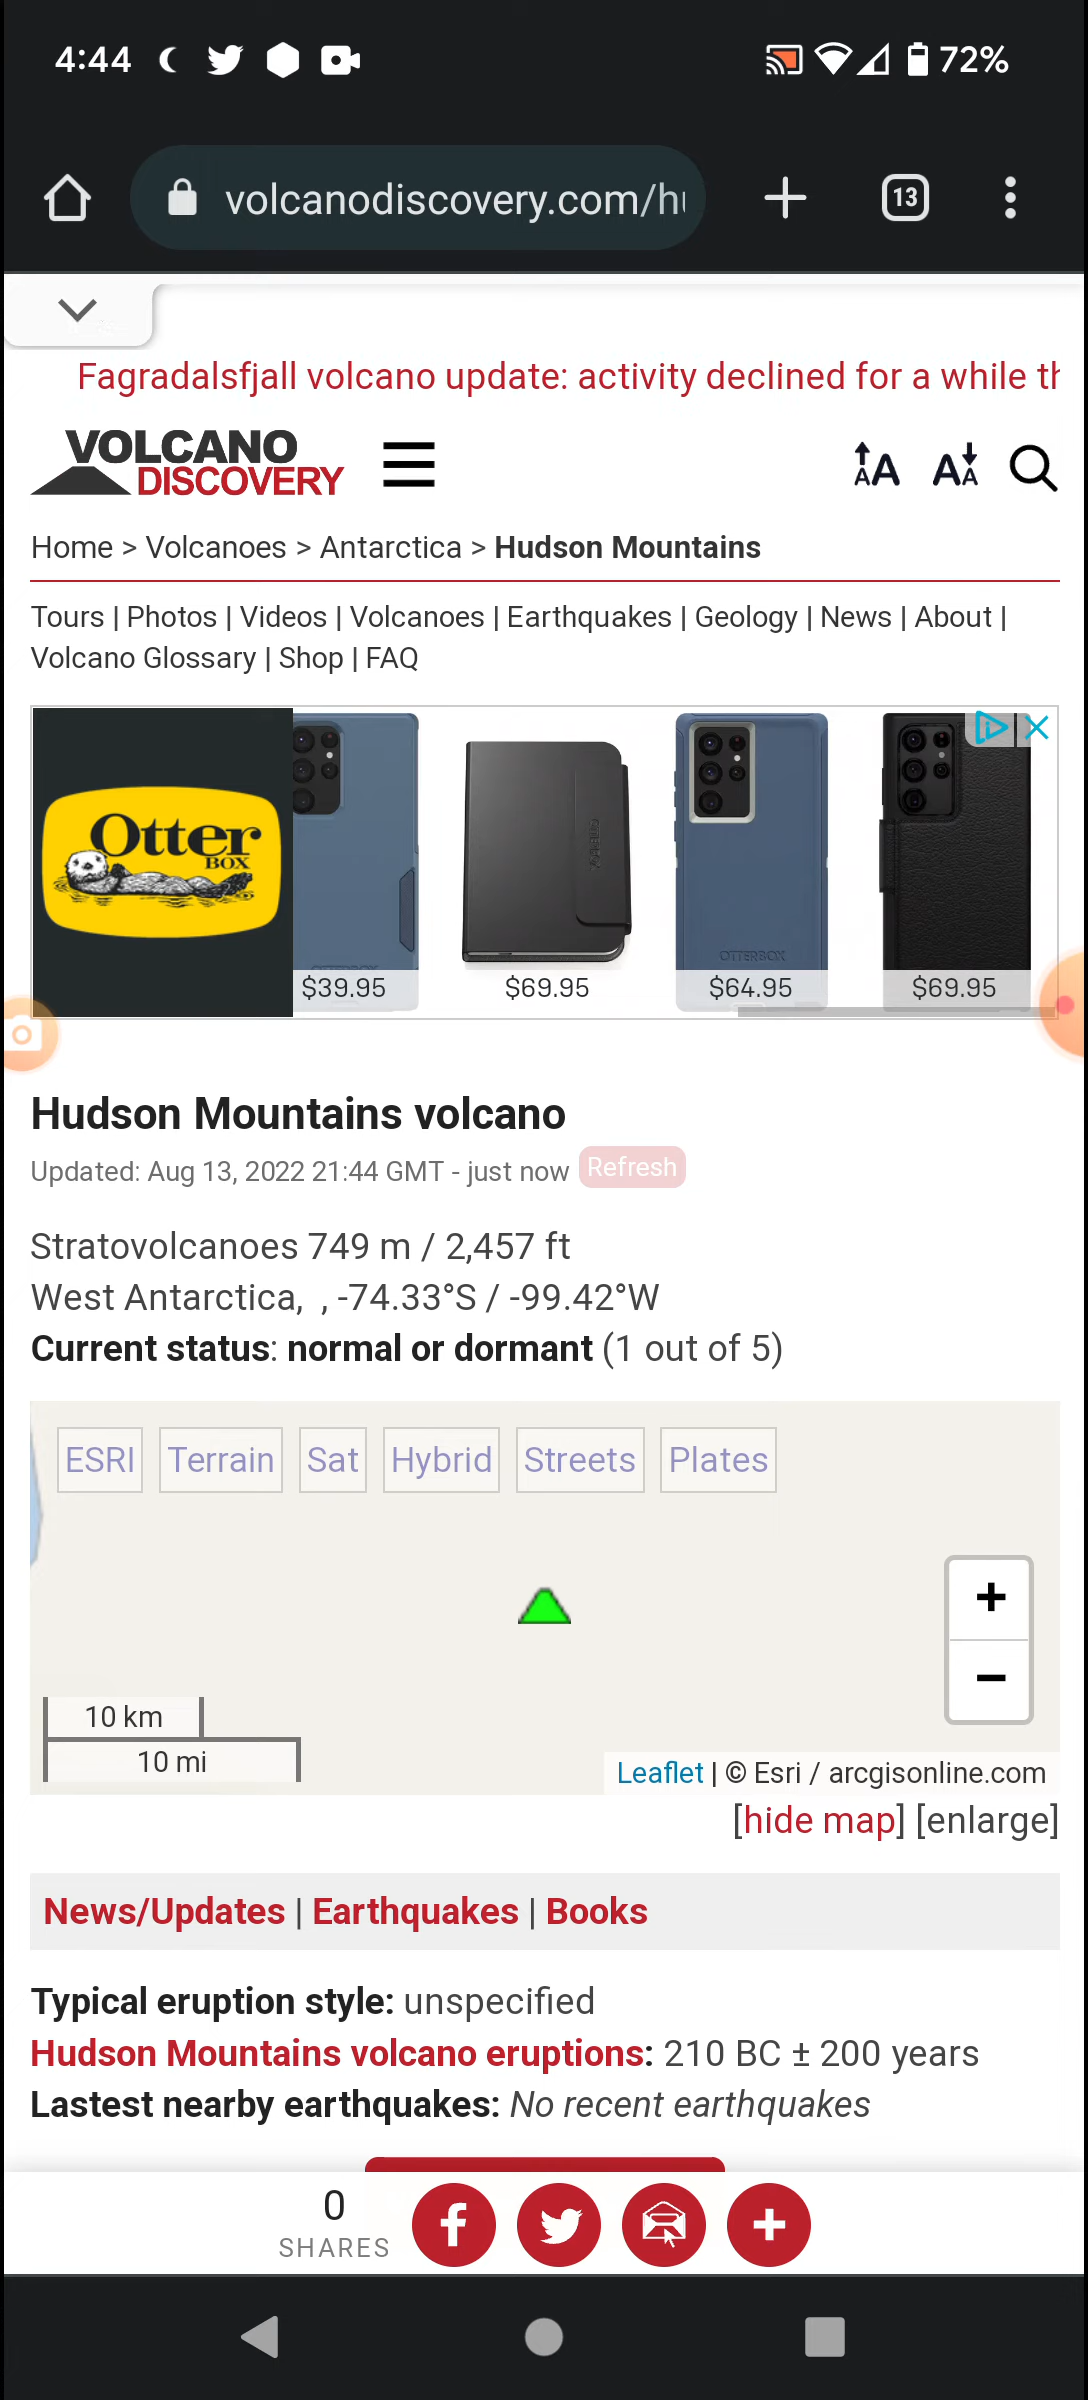 4:44
72%
volcanodiscovery.com/h
13
Fagradalsfjall volcano update: activity declined for a while th
VOLCANO
DISCOVERY
AA
AA
Home > Volcanoes > Antarctica > Hudson Mountains
Tours | Photos | Videos | Volcanoes | Earthquakes | Geology | News | About |
Volcano Glossary | Shop | FAQ
Otter
BOX
OTTERBOX
$39.95
$69.95
$64.95
$69.95
Hudson Mountains volcano
Updated: Aug 13, 2022 21:44 GMT - just now Refresh
Stratovolcanoes 749 m / 2,457 ft
West Antarctica, , -74.33°S / -99.42°W
Current status: normal or dormant (1 out of 5)
ESRI Terrain Sat Hybrid Streets Plates
+
−
10 km
10 mi
Leaflet | © Esri / arcgisonline.com
[hide map] [enlarge]
News/Updates | Earthquakes | Books
Typical eruption style: unspecified
Hudson Mountains volcano eruptions: 210 BC ± 200 years
Lastest nearby earthquakes: No recent earthquakes
0
SHARES